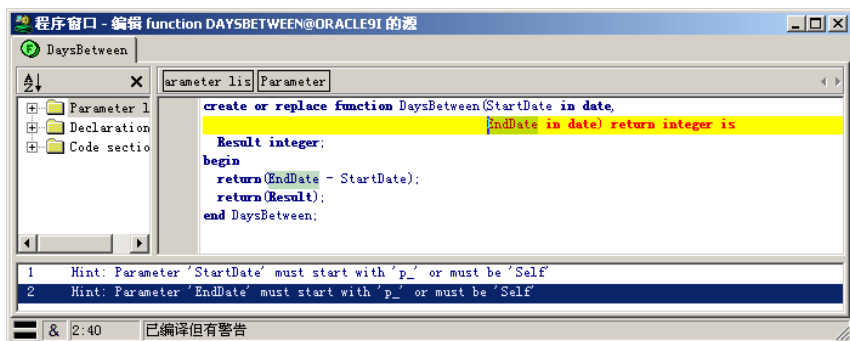 程序窗口 - 编辑 function DAYSBETWEEN@ORACLE9I 的源
DaysBetween
arameter lis Parameter
Parameter l
Declaration
Code sectio
create or replace function DaysBetween(StartDate in date,
EndDate in date) return integer is
Result integer;
begin
return(EndDate - StartDate);
return(Result);
end DaysBetween;
1 Hint: Parameter 'StartDate' must start with 'p_' or must be 'Self'
2 Hint: Parameter 'EndDate' must start with 'p_' or must be 'Self'
& 2:40 已编译但有警告